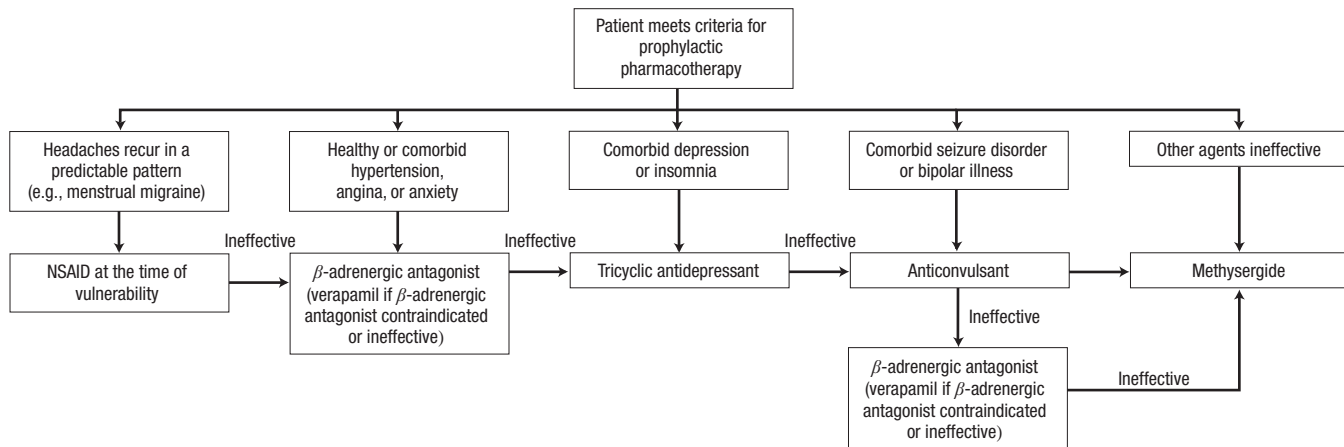 Patient meets criteria for
prophylactic
pharmacotherapy
Headaches recur in a
predictable pattern
(e.g., menstrual migraine)
Healthy or comorbid
hypertension,
angina, or anxiety
Comorbid depression
or insomnia
Comorbid seizure disorder
or bipolar illness
Other agents ineffective
Ineffective
Ineffective
Ineffective
NSAID at the time of
vulnerability
β-adrenergic antagonist
(verapamil if β-adrenergic
antagonist contraindicated
or ineffective)
Tricyclic antidepressant
Anticonvulsant
Methysergide
Ineffective
β-adrenergic antagonist
(verapamil if β-adrenergic
antagonist contraindicated
or ineffective)
Ineffective